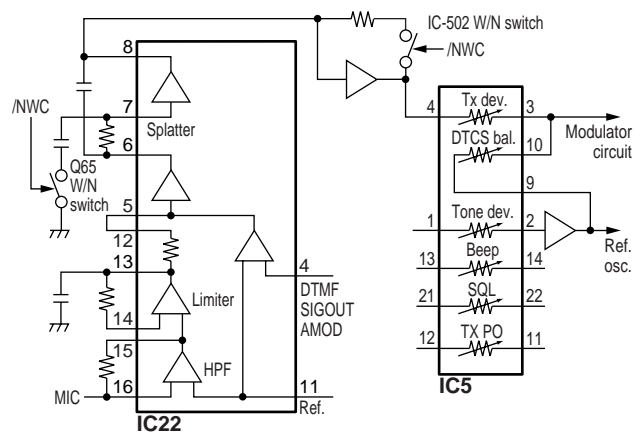 IC-502 W/N switch
8
/NWC
/NWC
7
Splatter
4
Tx dev.
3
DTCS bal.
10
Modulator
circuit
6
Q65
W/N
switch
9
5
1
Tone dev.
2
Ref.
osc.
12
13
4
DTMF
SIGOUT
AMOD
13
Beep
14
Limiter
21
SQL
22
14
15
HPF
12
TX PO
11
MIC
16
11
Ref.
IC5
IC22